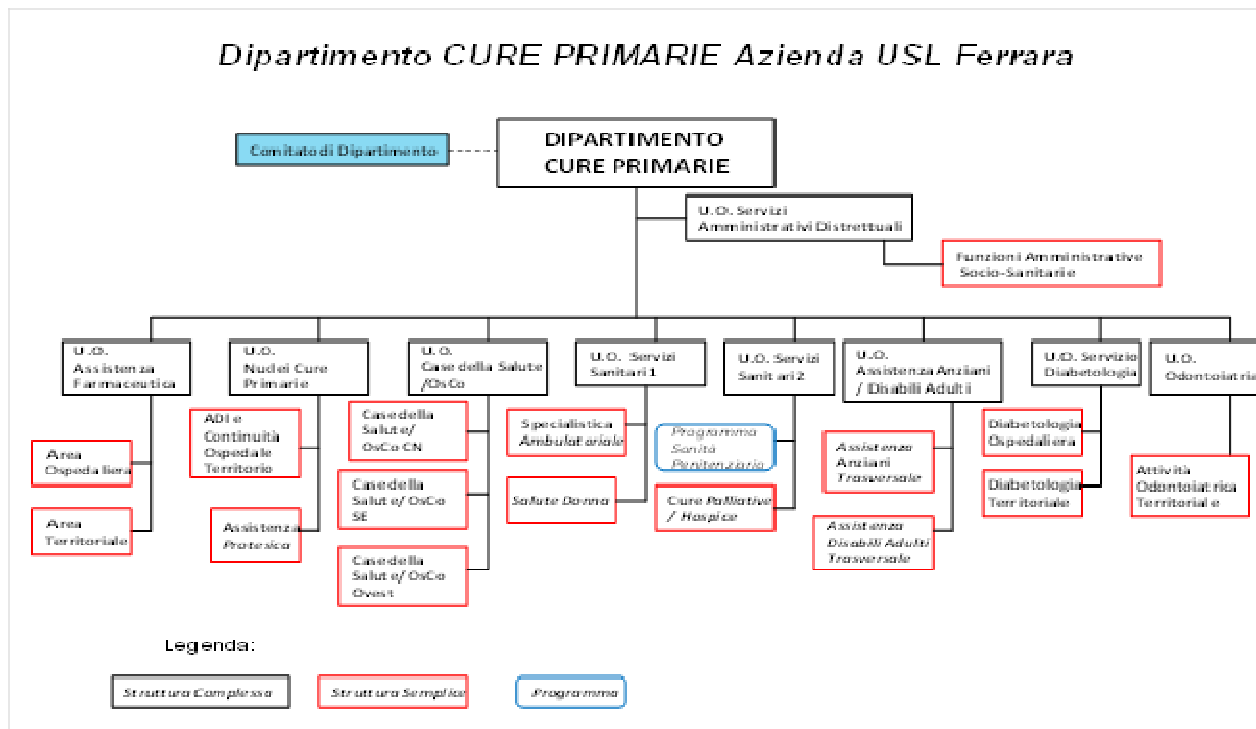 Dipartimento CURE PRIMARIE Azienda USL Ferrara
Comitato di Dipartimento
DIPARTIMENTO
CURE PRIMARIE
U.O. Servizi
Amministrativi Distrettuali
Funzioni Amministrative
Socio-Sanitarie
U.O.
Assistenza
Farmaceutica
Area
Ospedaliera
Area
Territoriale
U.O.
Nuclei Cure
Primarie
ADI e
Continuità
Ospedale
Territorio
Assistenza
Protesica
U.O.
Case della Salute
/OsCo
Case della
Salute/
OsCo CN
Case della
Salute/ OsCo
SE
Case della
Salute/ OsCo
Ovest
U.O. Servizi
Sanitari 1
Specialistica
Ambulatoriale
Salute Donna
U.O. Servizi
Sanitari 2
Programma
Sanità
Penitenziaria
Cure Palliative
/ Hospice
U.O.
Assistenza Anziani
/ Disabili Adulti
Assistenza
Anziani
Trasversale
Assistenza
Disabili Adulti
Trasversale
U.O. Servizio
Diabetologia
Diabetologia
Ospedaliera
Diabetologia
Territoriale
U.O.
Odontoiatria
Attività
Odontoiatrica
Territoriale
Legenda:
Struttura Complessa
Struttura Semplice
Programma